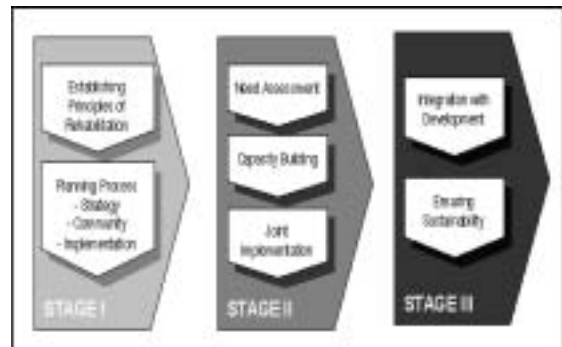 Establishing
Principles of
Rehabilitation
Planning Process
- Strategy
- Community
- Implementation
STAGE I
Need Assessment
Capacity Building
Joint
Implementation
STAGE II
Integration with
Development
Ensuring
Sustainability
STAGE III